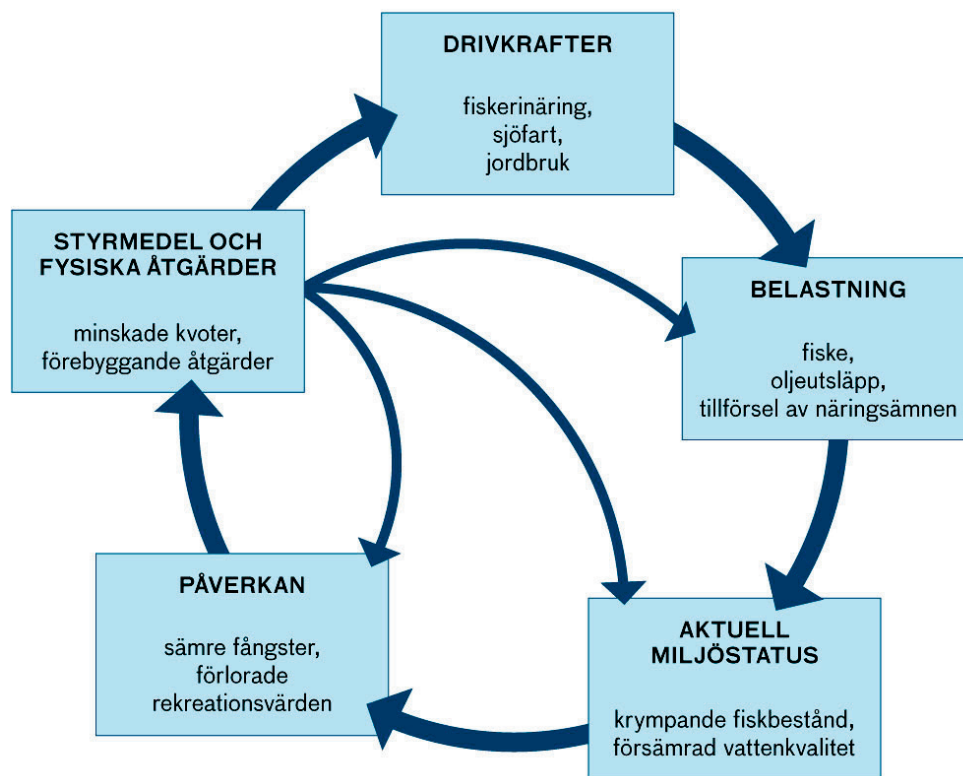 DRIVKRAFTER
fiskerinäring,
sjöfart,
jordbruk
STYRMEDEL OCH
FYSISKA ÅTGÄRDER
minskade kvoter,
förebyggande åtgärder
BELASTNING
fiske,
oljeutsläpp,
tillförsel av näringsämnen
PÅVERKAN
sämre fångster,
förlorade
rekreationsvärden
AKTUELL
MILJÖSTATUS
krympande fiskbestånd,
försämrad vattenkvalitet